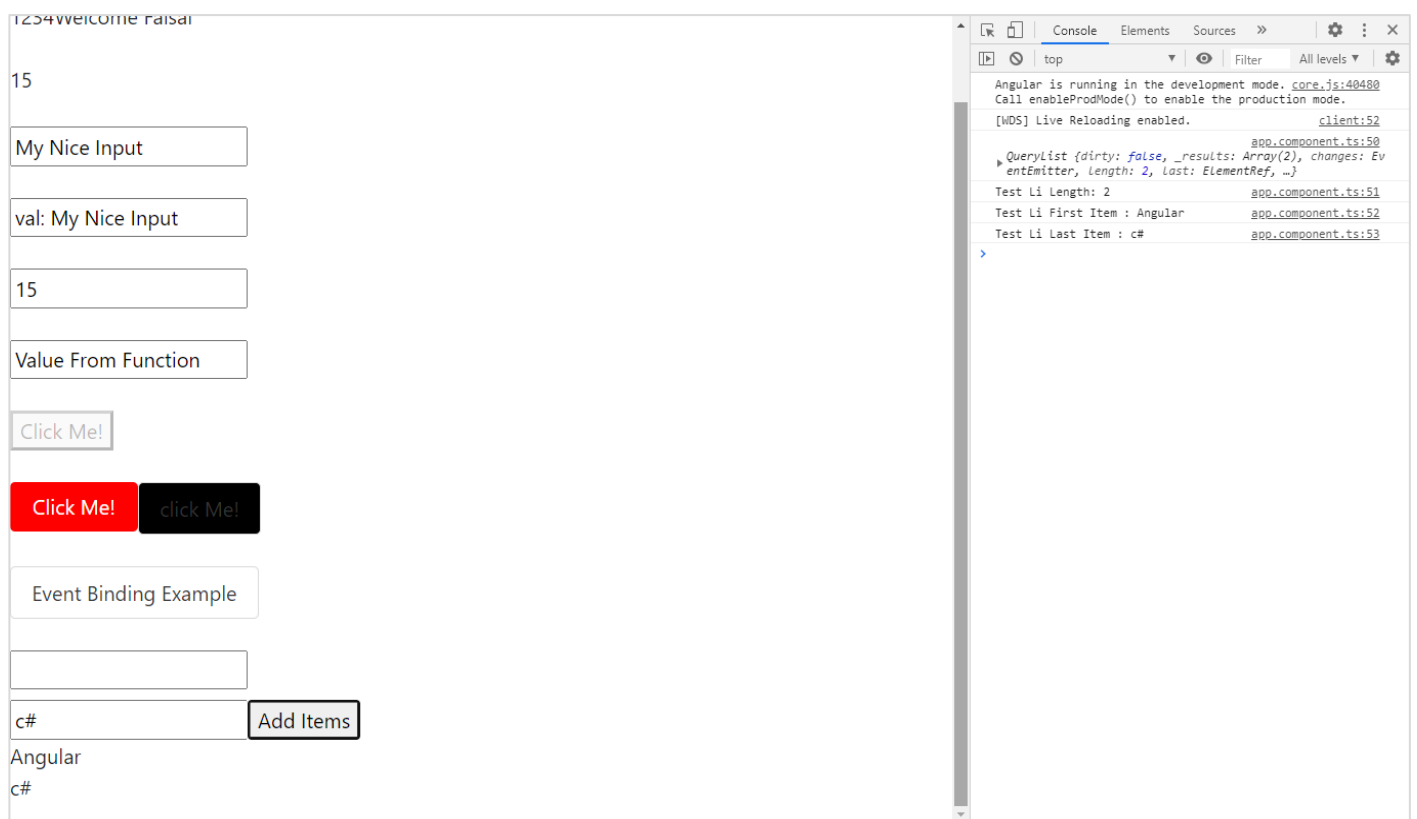 1234Welcome Faisal
15
My Nice Input
val: My Nice Input
15
Value From Function
Click Me!
Click Me! click Me!
Event Binding Example
c# Add Items
Angular
c#
Console Elements Sources »
top Filter All levels ▼
Angular is running in the development mode. core.js:40480
Call enableProdMode() to enable the production mode.
[WDS] Live Reloading enabled. client:52
app.component.ts:50
QueryList {dirty: false, _results: Array(2), changes: Ev
entEmitter, length: 2, last: ElementRef, …}
Test Li Length: 2 app.component.ts:51
Test Li First Item : Angular app.component.ts:52
Test Li Last Item : c# app.component.ts:53